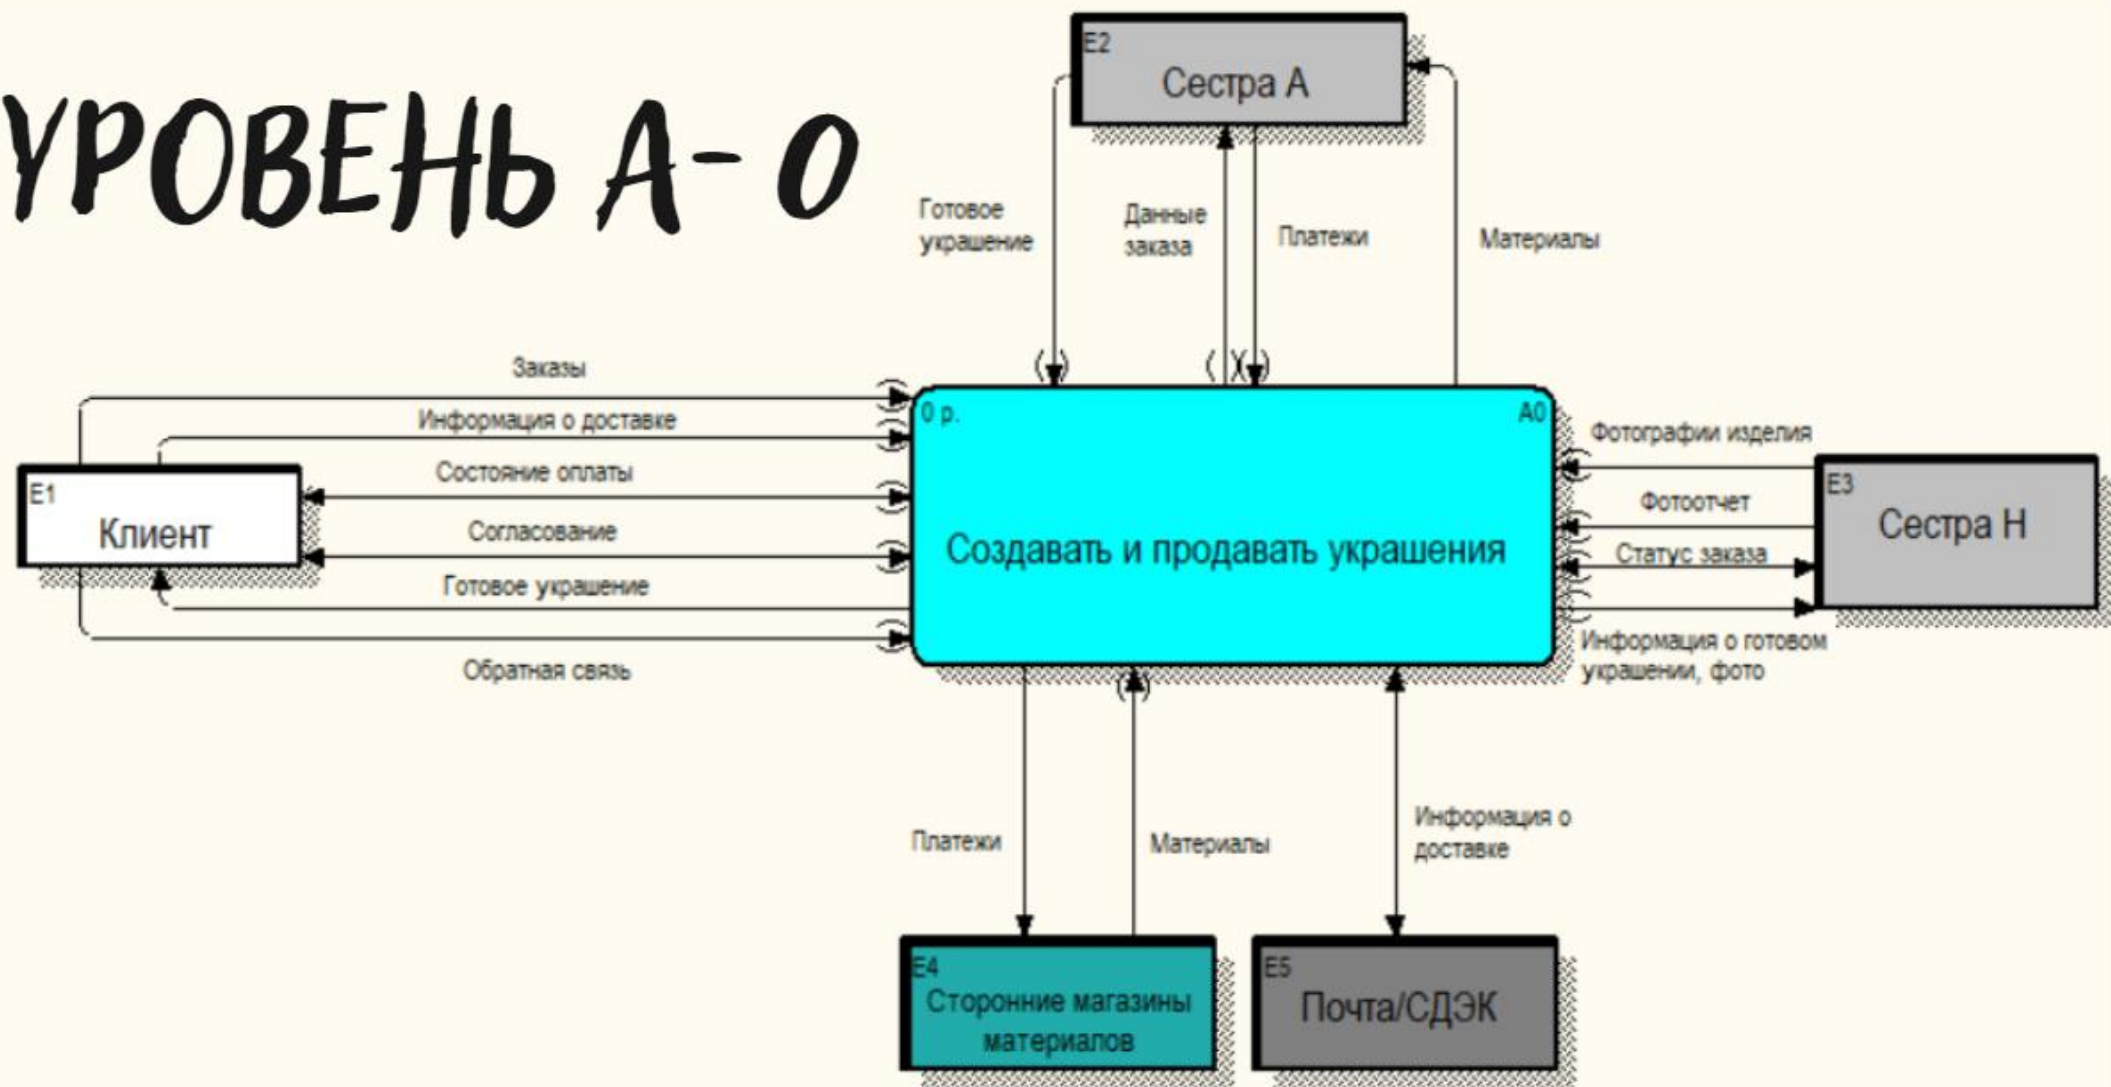 УРОВЕНЬ А-0
E2
Сестра А
Готовое
украшение
Данные
заказа
Платежи
Материалы
Заказы
Информация о доставке
Состояние оплаты
Согласование
Готовое украшение
Обратная связь
E1
Клиент
0 р.
A0
Создавать и продавать украшения
Фотографии изделия
Фотоотчет
Статус заказа
Информация о готовом
украшении, фото
E3
Сестра Н
Платежи
Материалы
Информация о
доставке
E4
Сторонние магазины
материалов
E5
Почта/СДЭК